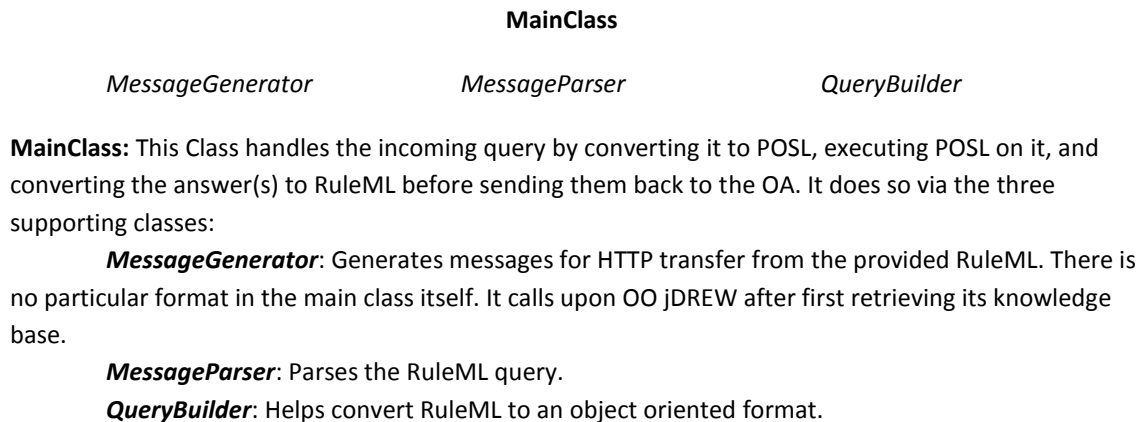 MainClass
MessageGenerator MessageParser QueryBuilder
MainClass: This Class handles the incoming query by converting it to POSL, executing POSL on it, and
converting the answer(s) to RuleML before sending them back to the OA. It does so via the three
supporting classes:
MessageGenerator: Generates messages for HTTP transfer from the provided RuleML. There is
no particular format in the main class itself. It calls upon OO jDREW after first retrieving its knowledge
base.
MessageParser: Parses the RuleML query.
QueryBuilder: Helps convert RuleML to an object oriented format.